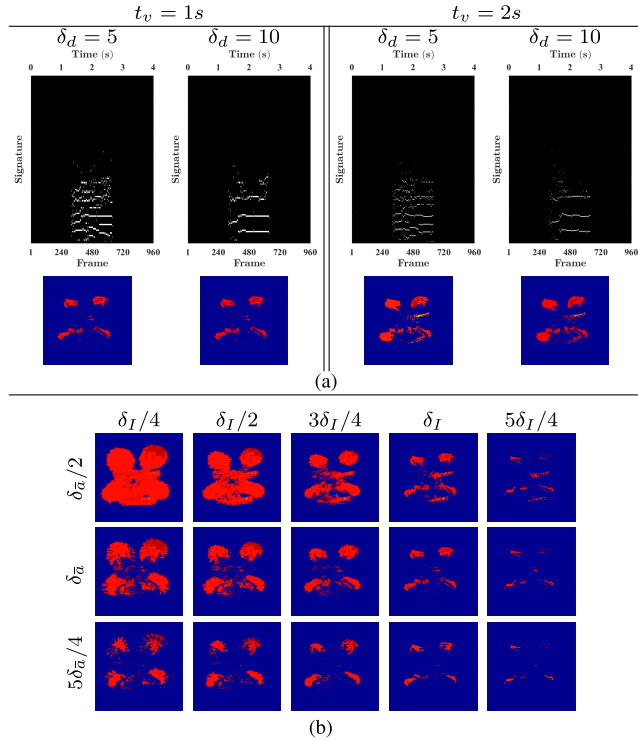 t_v = 1s t_v = 2s
δ_d = 5 δ_d = 10 δ_d = 5 δ_d = 10
Time (s) Time (s) Time (s) Time (s)
0 1 2 3 4 0 1 2 3 4 0 1 2 3 4 0 1 2 3 4
Signature Signature
1 240 480 720 960 1 240 480 720 960 1 240 480 720 960 1 240 480 720 960
Frame Frame Frame Frame
(a)
δ_I/4 δ_I/2 3δ_I/4 δ_I 5δ_I/4
δ_ā/2
δ_ā
5δ_ā/4
(b)